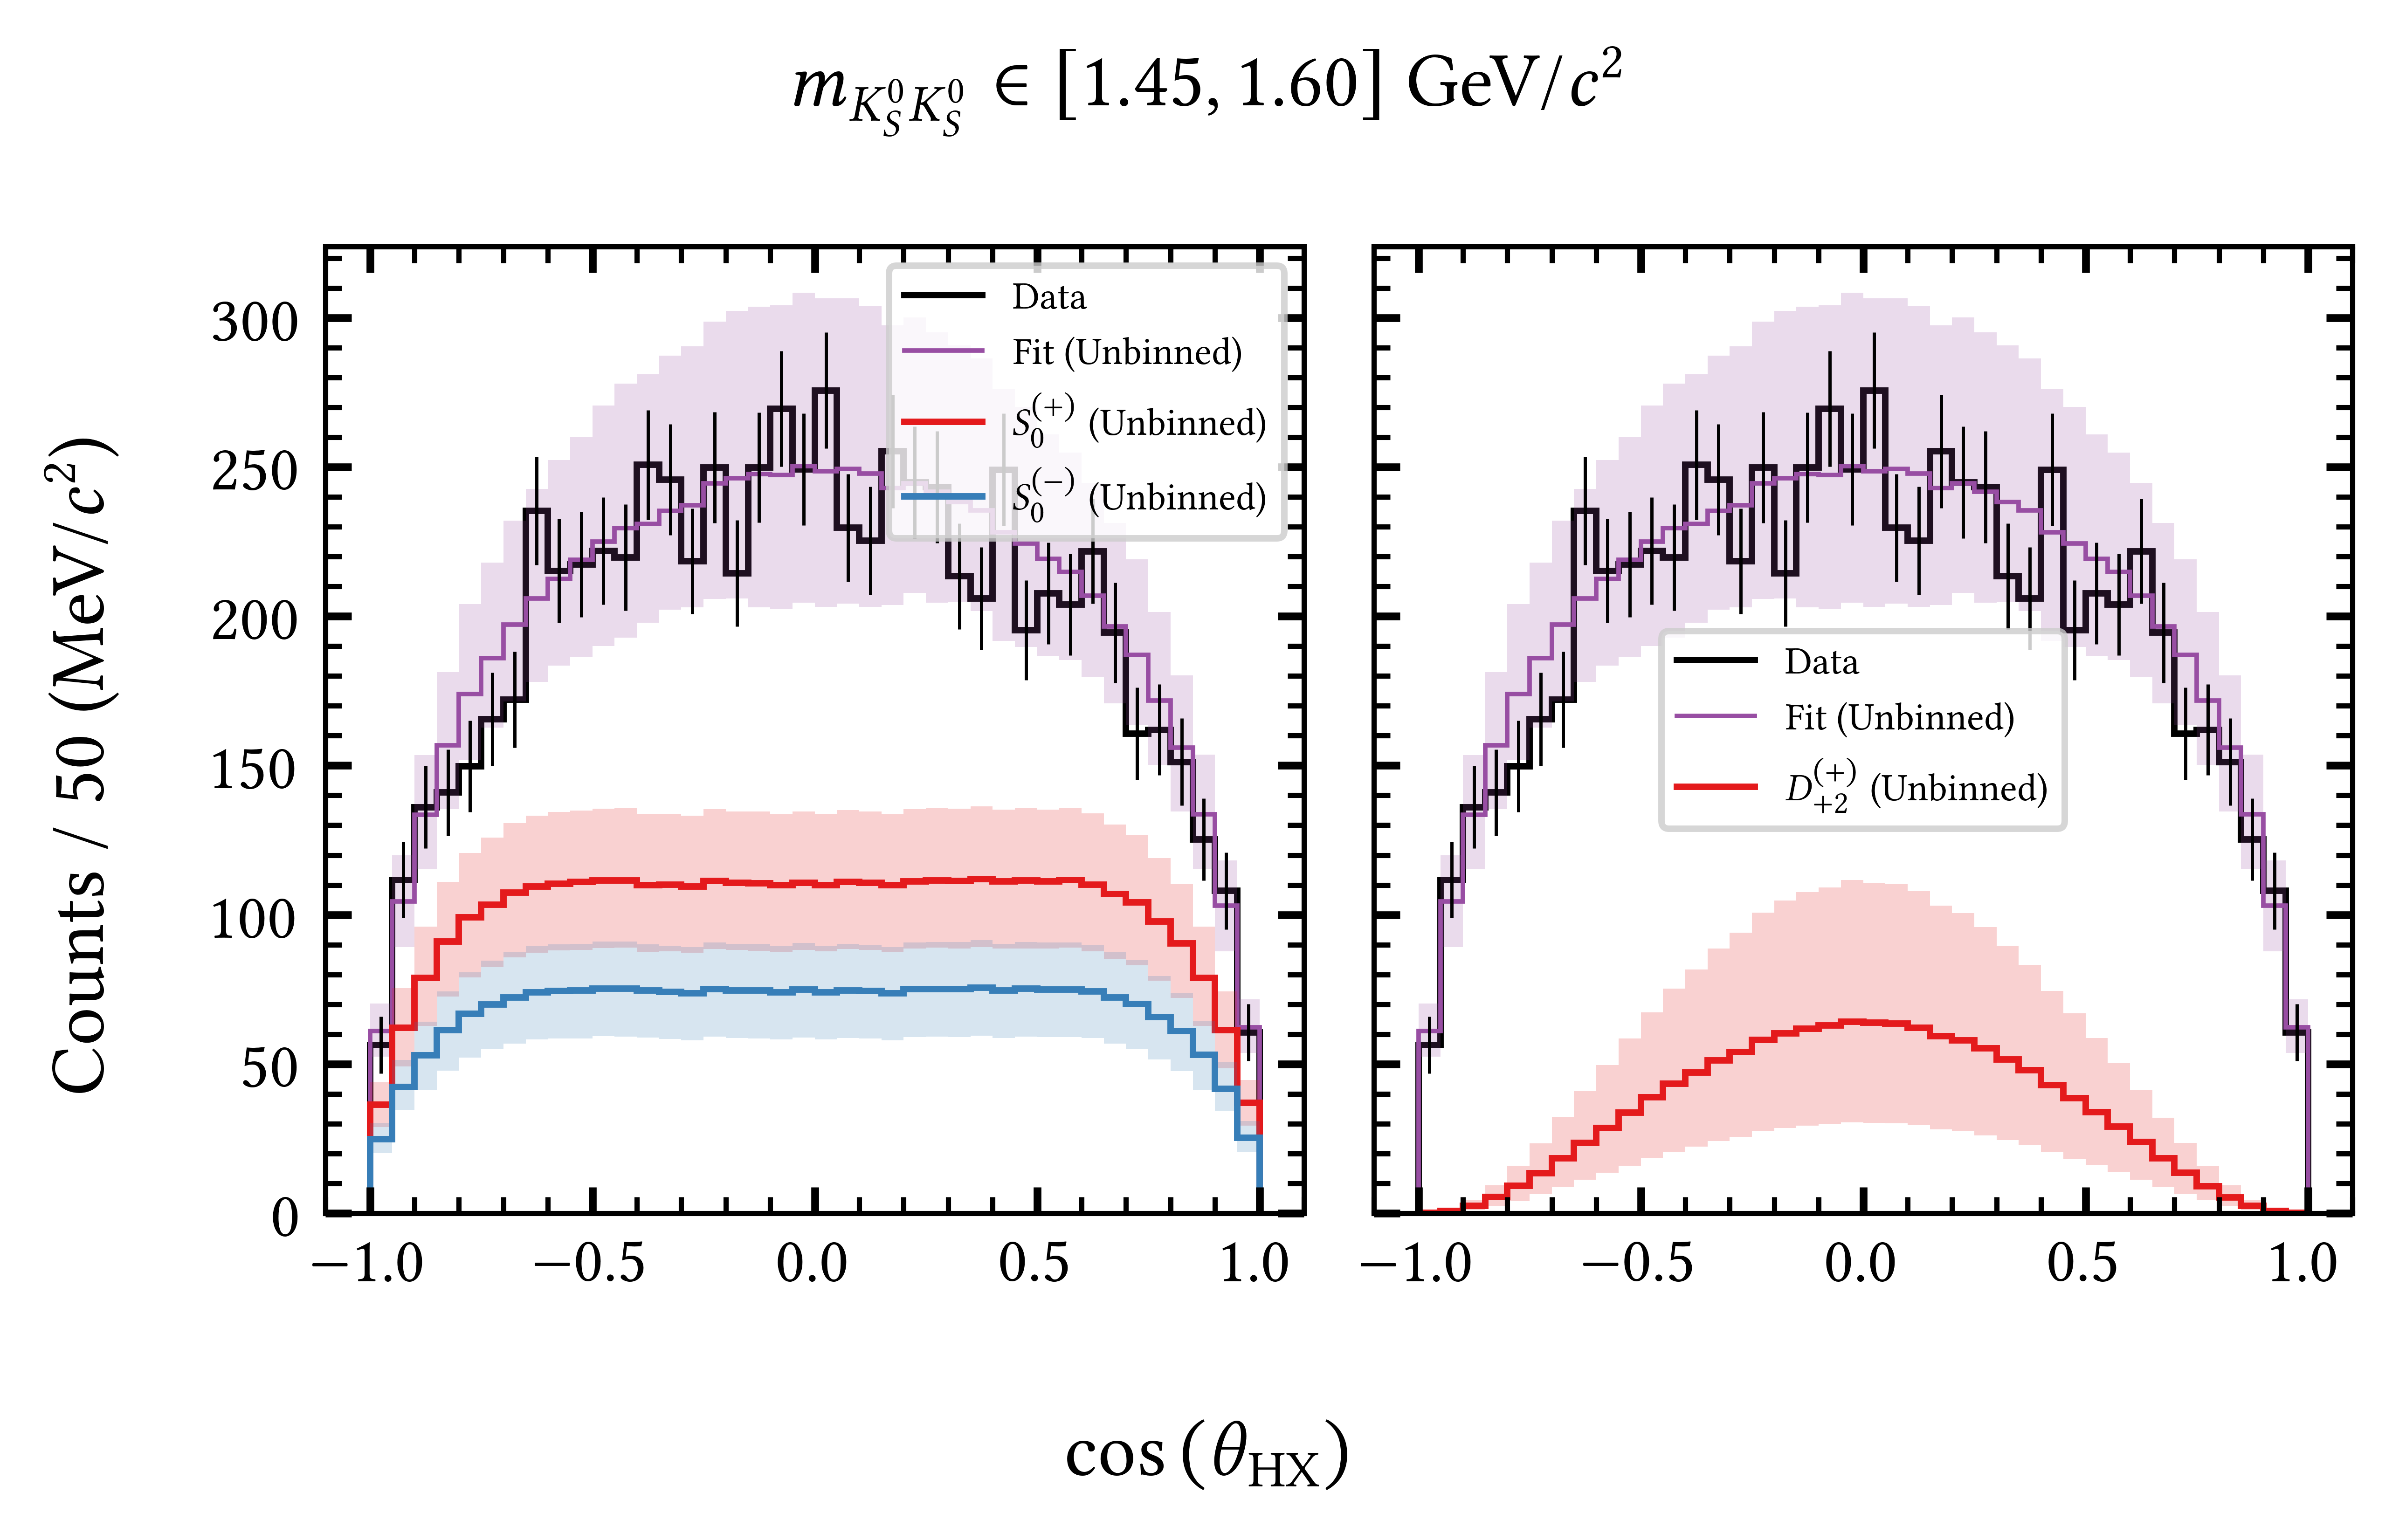 m_{K_S^0 K_S^0} ∈ [1.45, 1.60] GeV/c²
Counts / 50 (MeV/c²)
300
250
200
150
100
50
0
Data
Fit (Unbinned)
S_0^{(+)} (Unbinned)
S_0^{(−)} (Unbinned)
−1.0 −0.5 0.0 0.5 1.0
Data
Fit (Unbinned)
D_{+2}^{(+)} (Unbinned)
−1.0 −0.5 0.0 0.5 1.0
cos (θ_{HX})